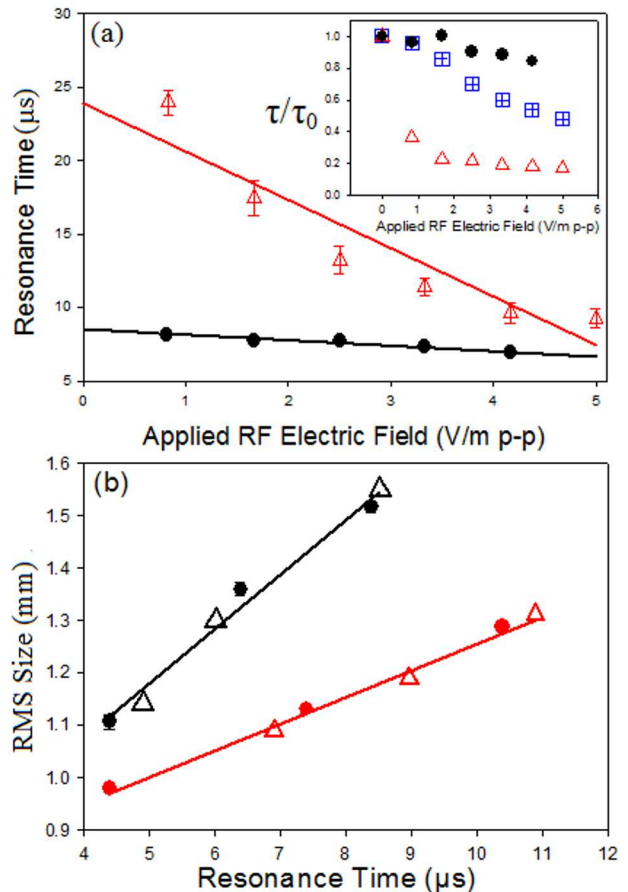 (a)
30
25
20
15
10
5
Resonance Time (µs)
0
1
2
3
4
5
Applied RF Electric Field (V/m p-p)
τ/τ0
1.0
0.8
0.6
0.4
0.2
0.0
0 1 2 3 4 5 6
Applied RF Electric Field (V/m p-p)
(b)
1.6
1.5
1.4
1.3
1.2
1.1
1.0
0.9
RMS Size (mm)
4 5 6 7 8 9 10 11 12
Resonance Time (µs)